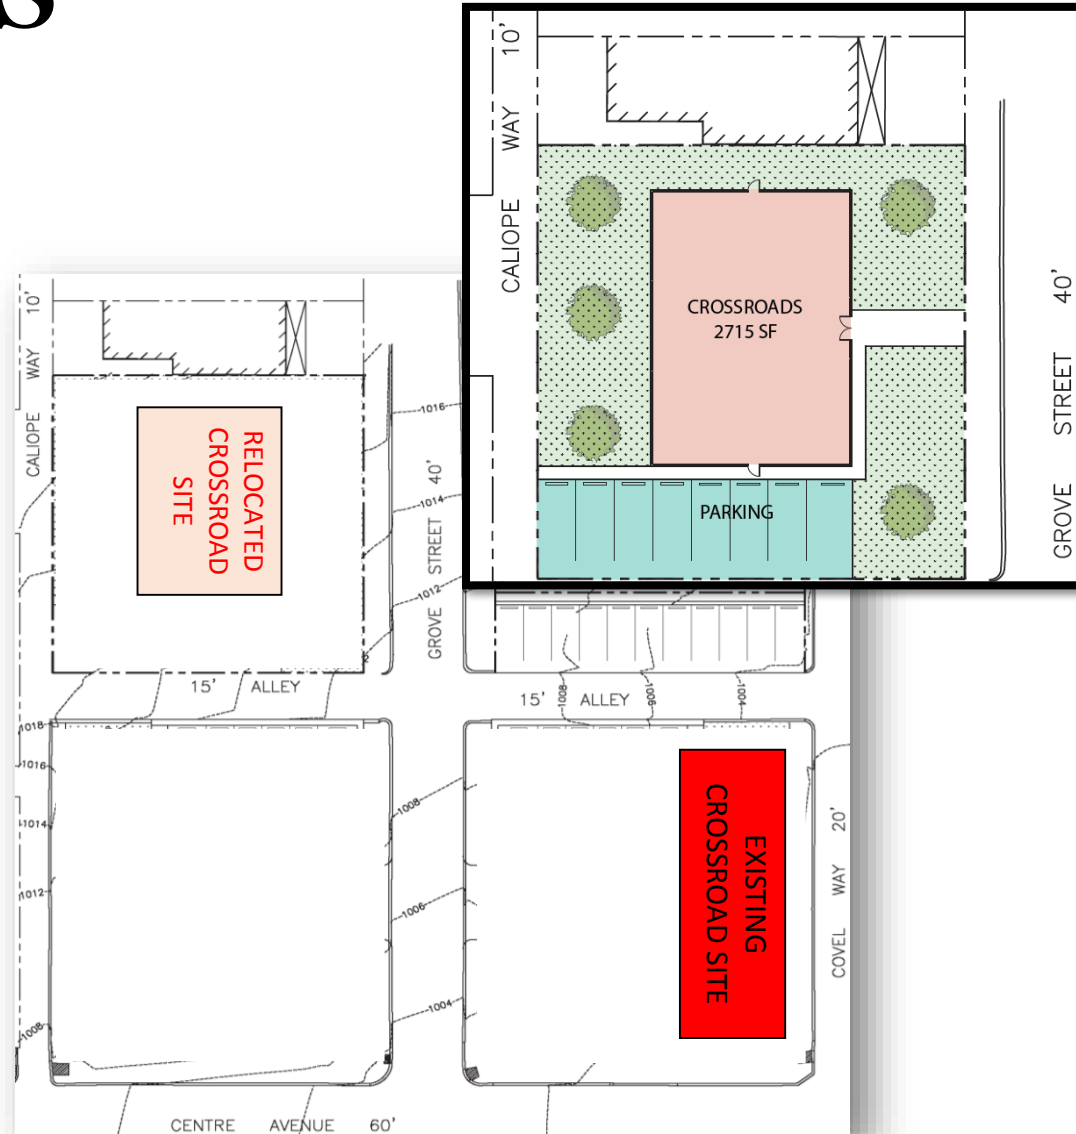 S
CALIOPE WAY 10'
CROSSROADS
2715 SF
PARKING
GROVE STREET 40'
CALIOPE WAY 10'
RELOCATED
CROSSROAD
SITE
1016
1014
1012
GROVE STREET 40'
15' ALLEY
15' ALLEY
1008
1006
1004
1018
1016
1014
1012
1008
1008
1006
1004
EXISTING
CROSSROAD SITE
COVEL WAY 20'
CENTRE AVENUE 60'